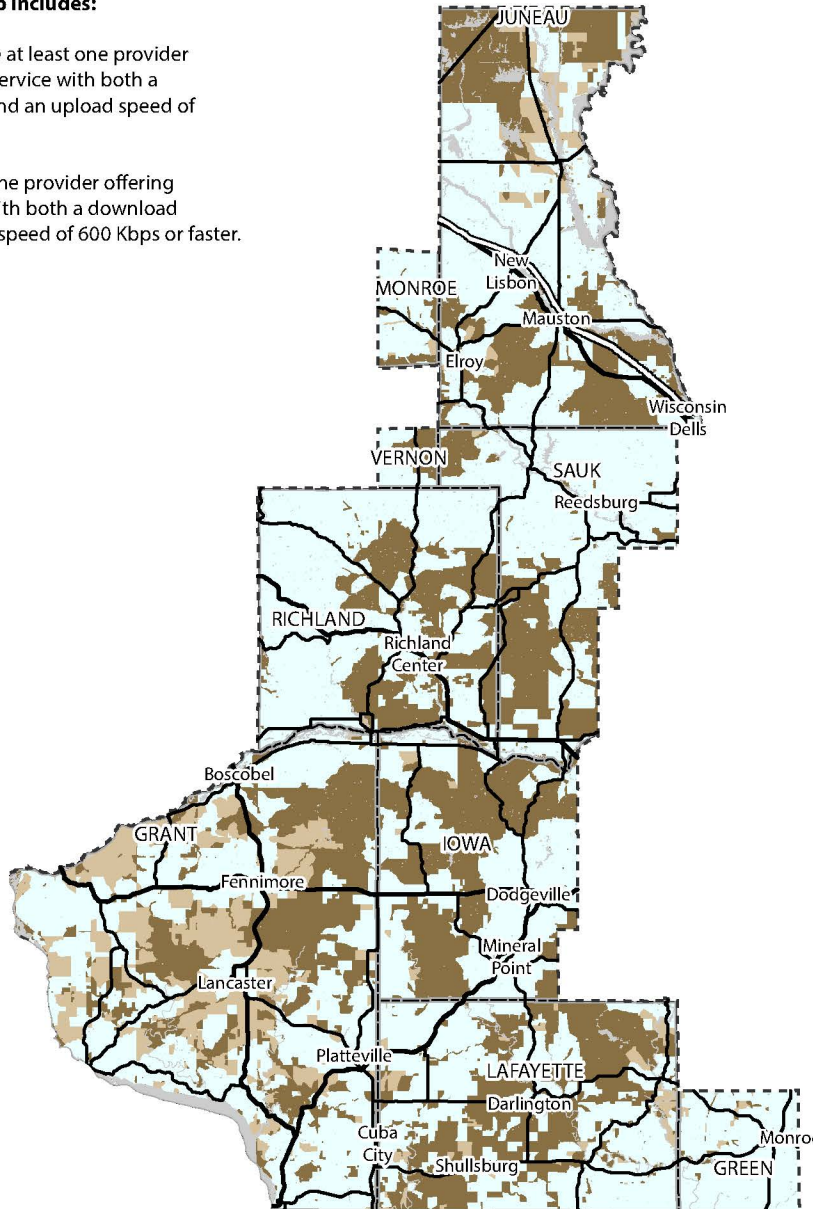 includes:
at least one provider
ervice with both a
nd an upload speed of
ne provider offering
ith both a download
speed of 600 Kbps or faster.
JUNEAU
New
Lisbon
MONROE
Mauston
Elroy
Wisconsin
Dells
VERNON
SAUK
Reedsburg
RICHLAND
Richland
Center
Boscobel
GRANT
IOWA
Fennimore
Dodgeville
Mineral
Point
Lancaster
Platteville
LAFAYETTE
Darlington
Cuba
City
Monro
Shullsburg
GREEN